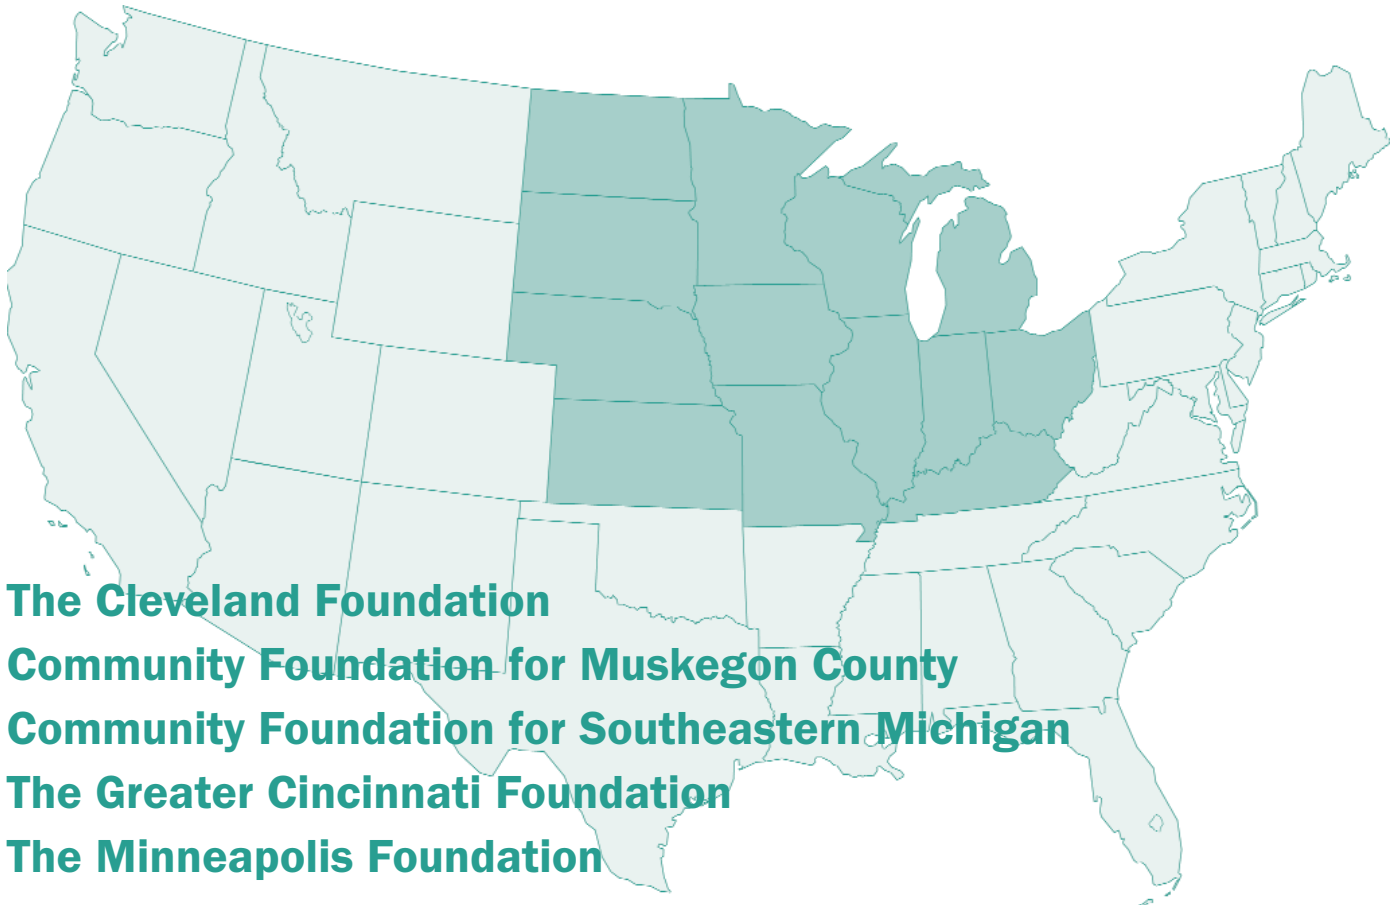 The Cleveland Foundation
Community Foundation for Muskegon County
Community Foundation for Southeastern Michigan
The Greater Cincinnati Foundation
The Minneapolis Foundation